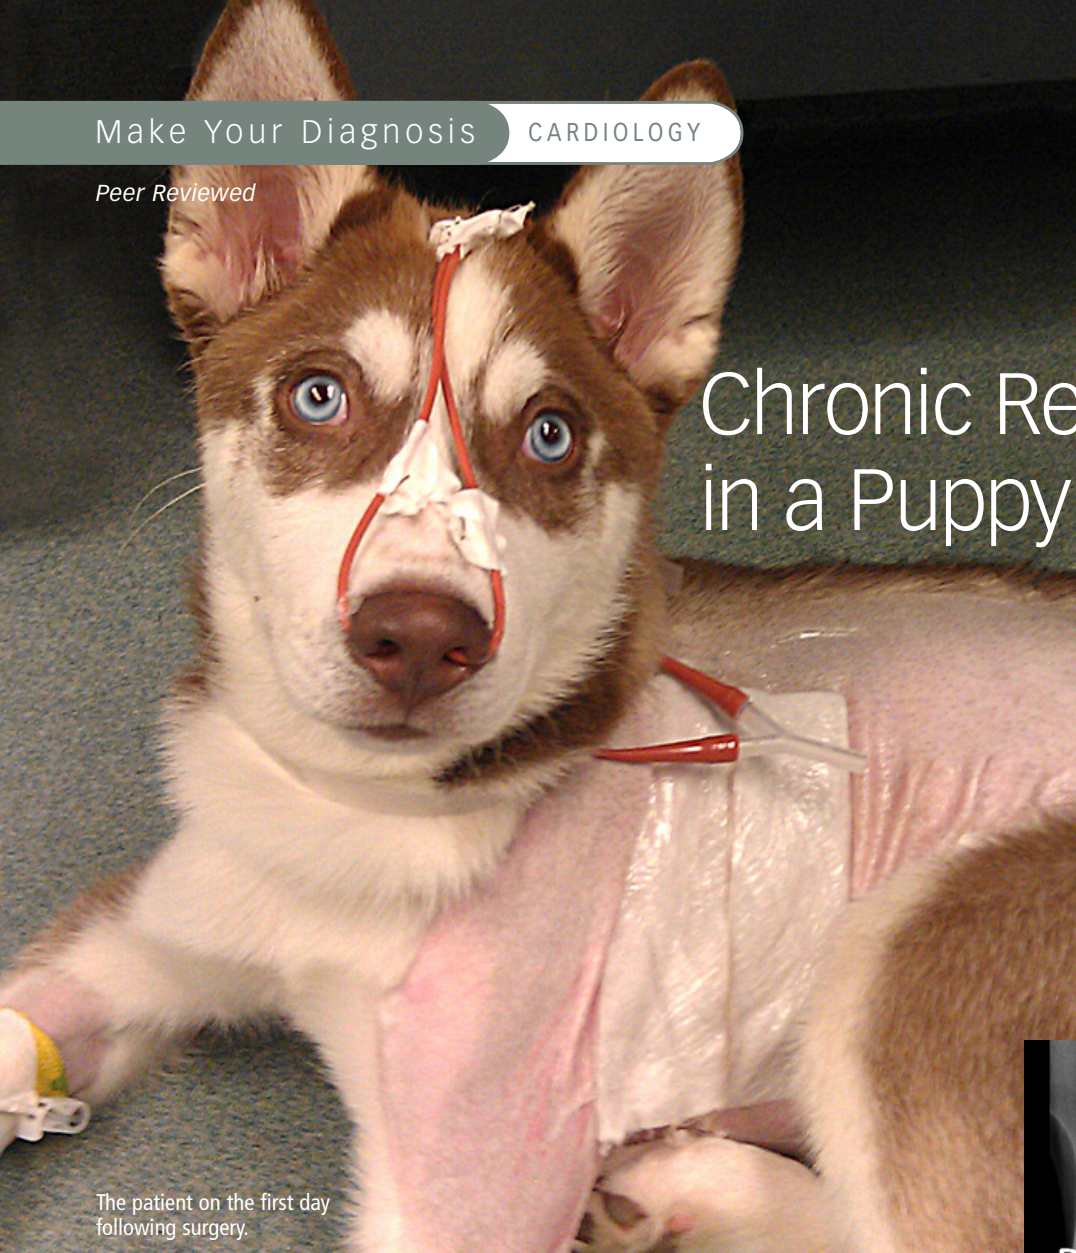 Make Your Diagnosis CARDIOLOGY
Peer Reviewed
Chronic Re
in a Puppy
The patient on the first day
following surgery.